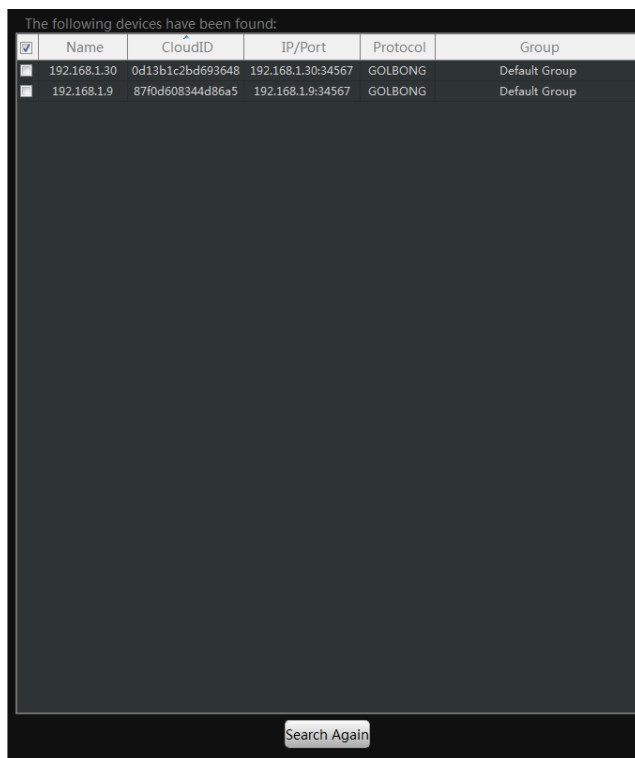 The following devices have been found:
Name CloudID IP/Port Protocol Group
192.168.1.30 0d13b1c2bd693648 192.168.1.30:34567 GOLBONG Default Group
192.168.1.9 87f0d608344d86a5 192.168.1.9:34567 GOLBONG Default Group
Search Again